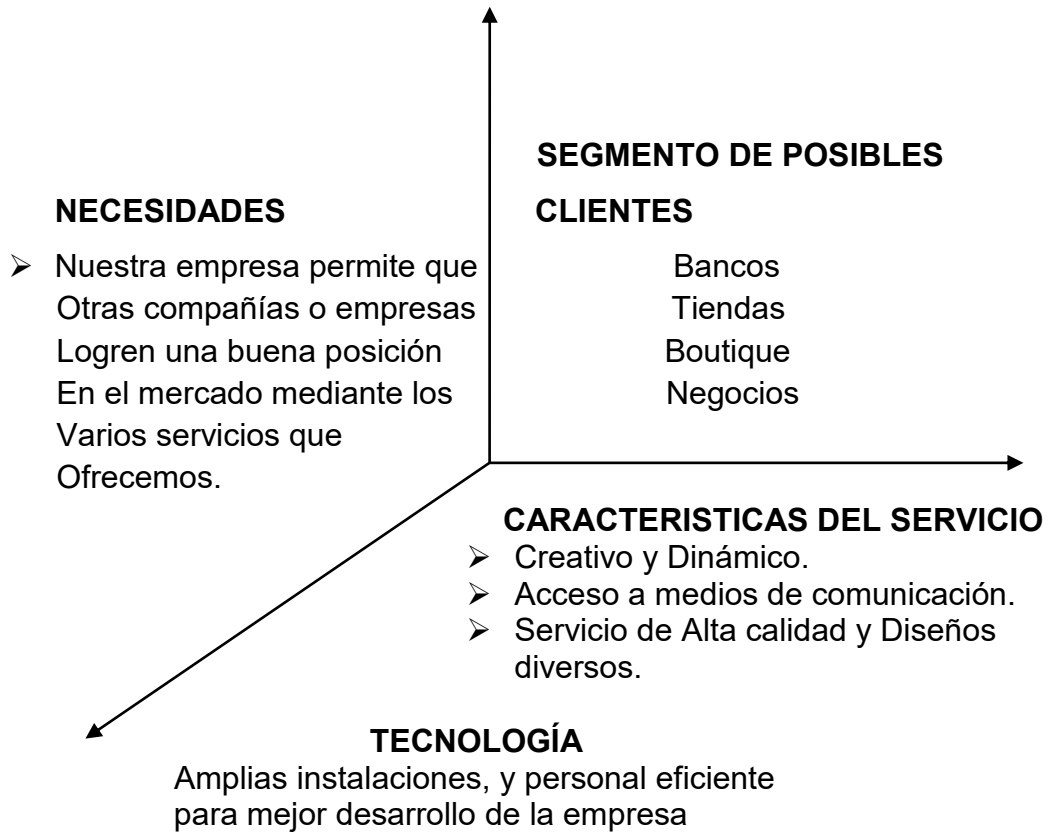 NECESIDADES
➢ Nuestra empresa permite que
Otras compañías o empresas
Logren una buena posición
En el mercado mediante los
Varios servicios que
Ofrecemos.
SEGMENTO DE POSIBLES
CLIENTES
Bancos
Tiendas
Boutique
Negocios
CARACTERISTICAS DEL SERVICIO
➢ Creativo y Dinámico.
➢ Acceso a medios de comunicación.
➢ Servicio de Alta calidad y Diseños
diversos.
TECNOLOGÍA
Amplias instalaciones, y personal eficiente
para mejor desarrollo de la empresa